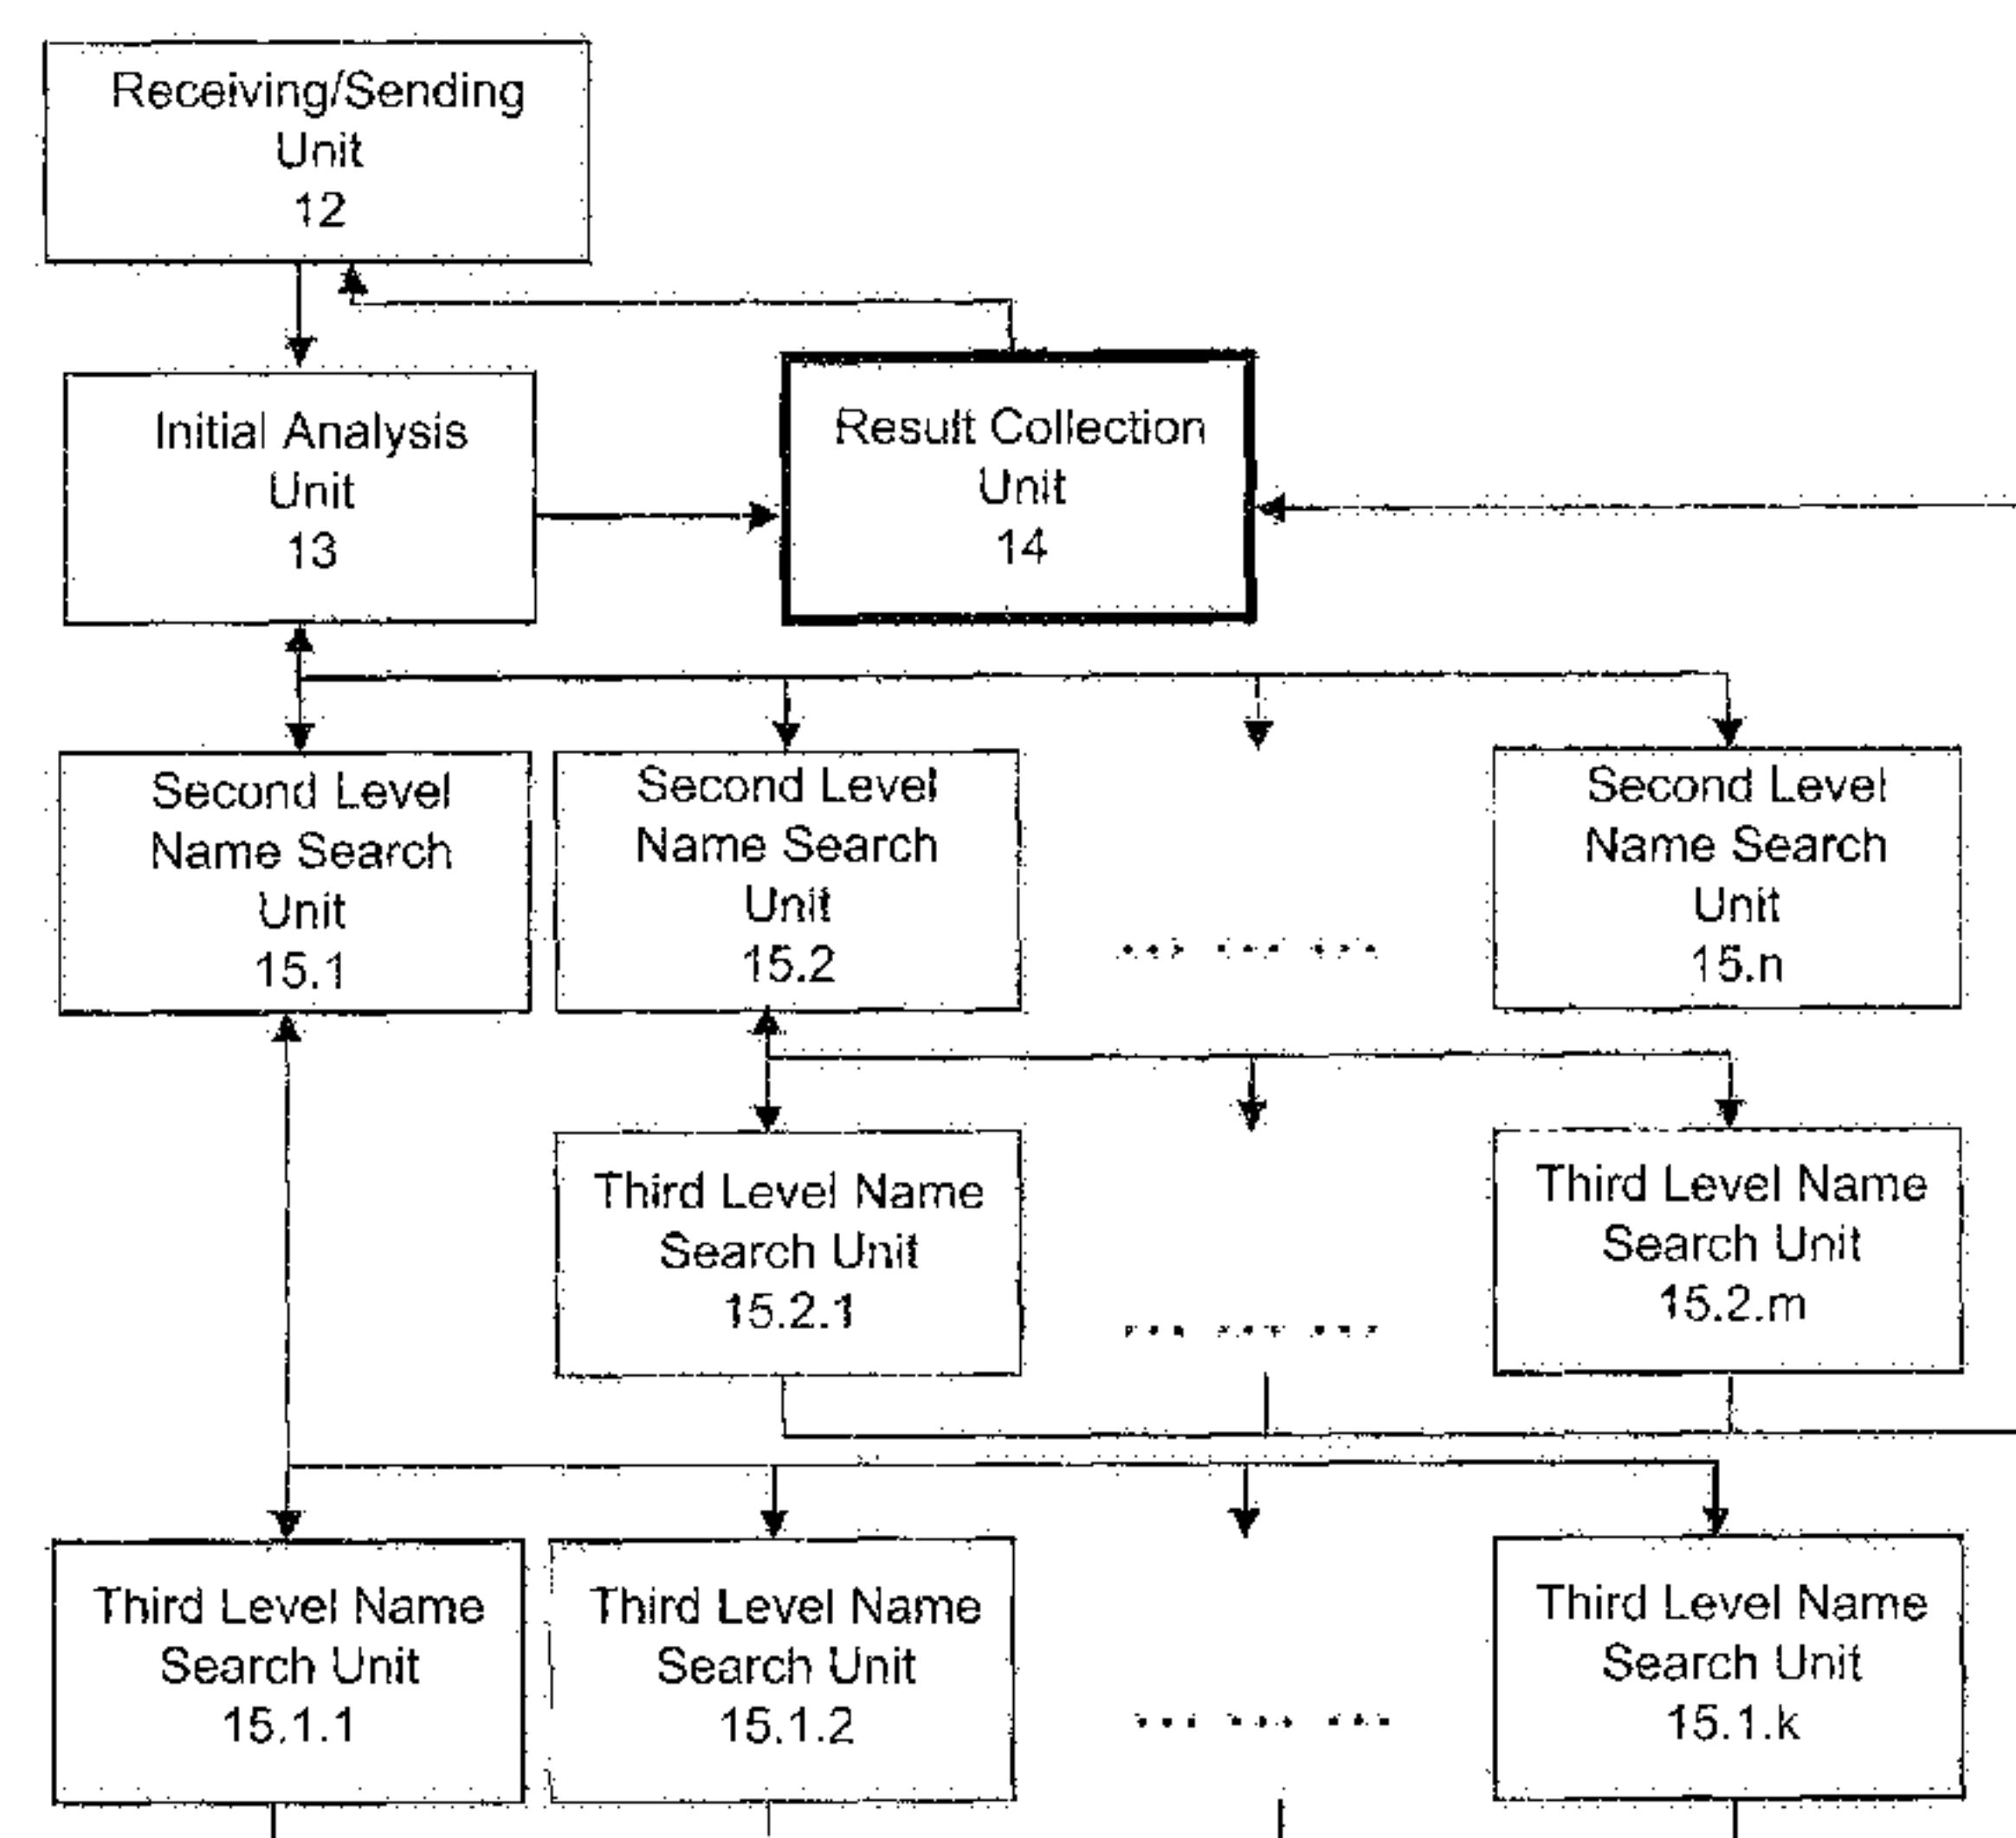 Receiving/Sending
Unit
12
Initial Analysis
Unit
13
Result Collection
Unit
14
Second Level
Name Search
Unit
15.1
Second Level
Name Search
Unit
15.2
... ... ...
Second Level
Name Search
Unit
15.n
Third Level Name
Search Unit
15.2.1
... ... ...
Third Level Name
Search Unit
15.2.m
Third Level Name
Search Unit
15.1.1
Third Level Name
Search Unit
15.1.2
... ... ...
Third Level Name
Search Unit
15.1.k